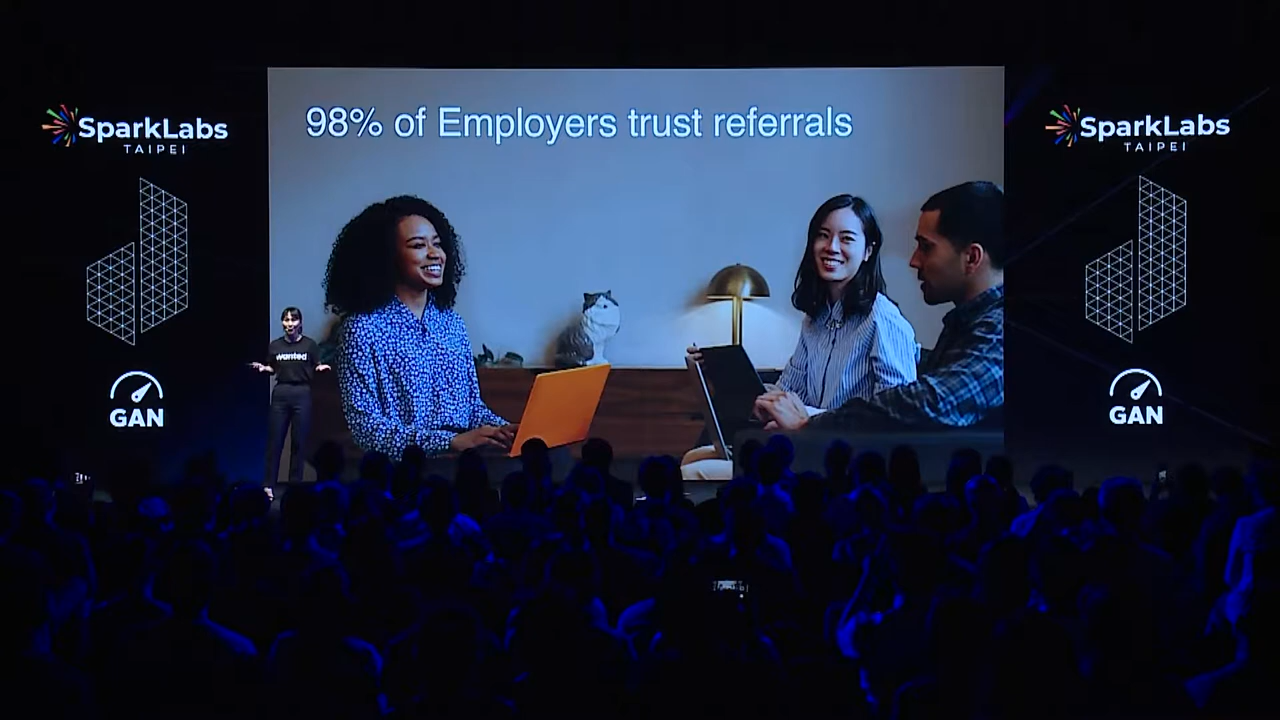 98% of Employers trust referrals
SparkLabs
TAIPEI
GAN
wanted
SparkLabs
TAIPEI
GAN